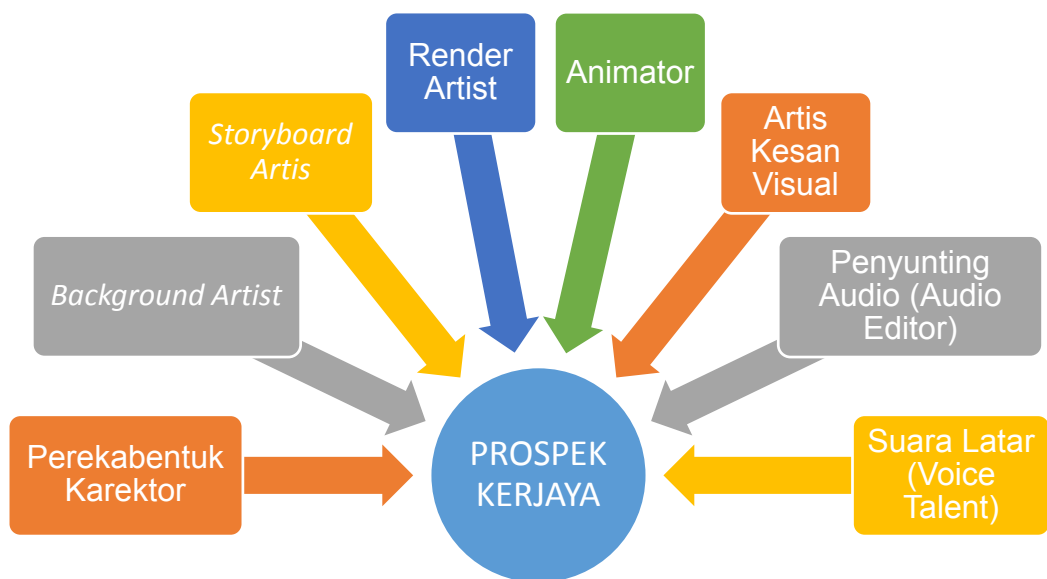 Render
Artist
Animator
Storyboard
Artis
Artis
Kesan
Visual
Background Artist
Penyunting
Audio (Audio
Editor)
Perekabentuk
Karektor
PROSPEK
KERJAYA
Suara Latar
(Voice
Talent)